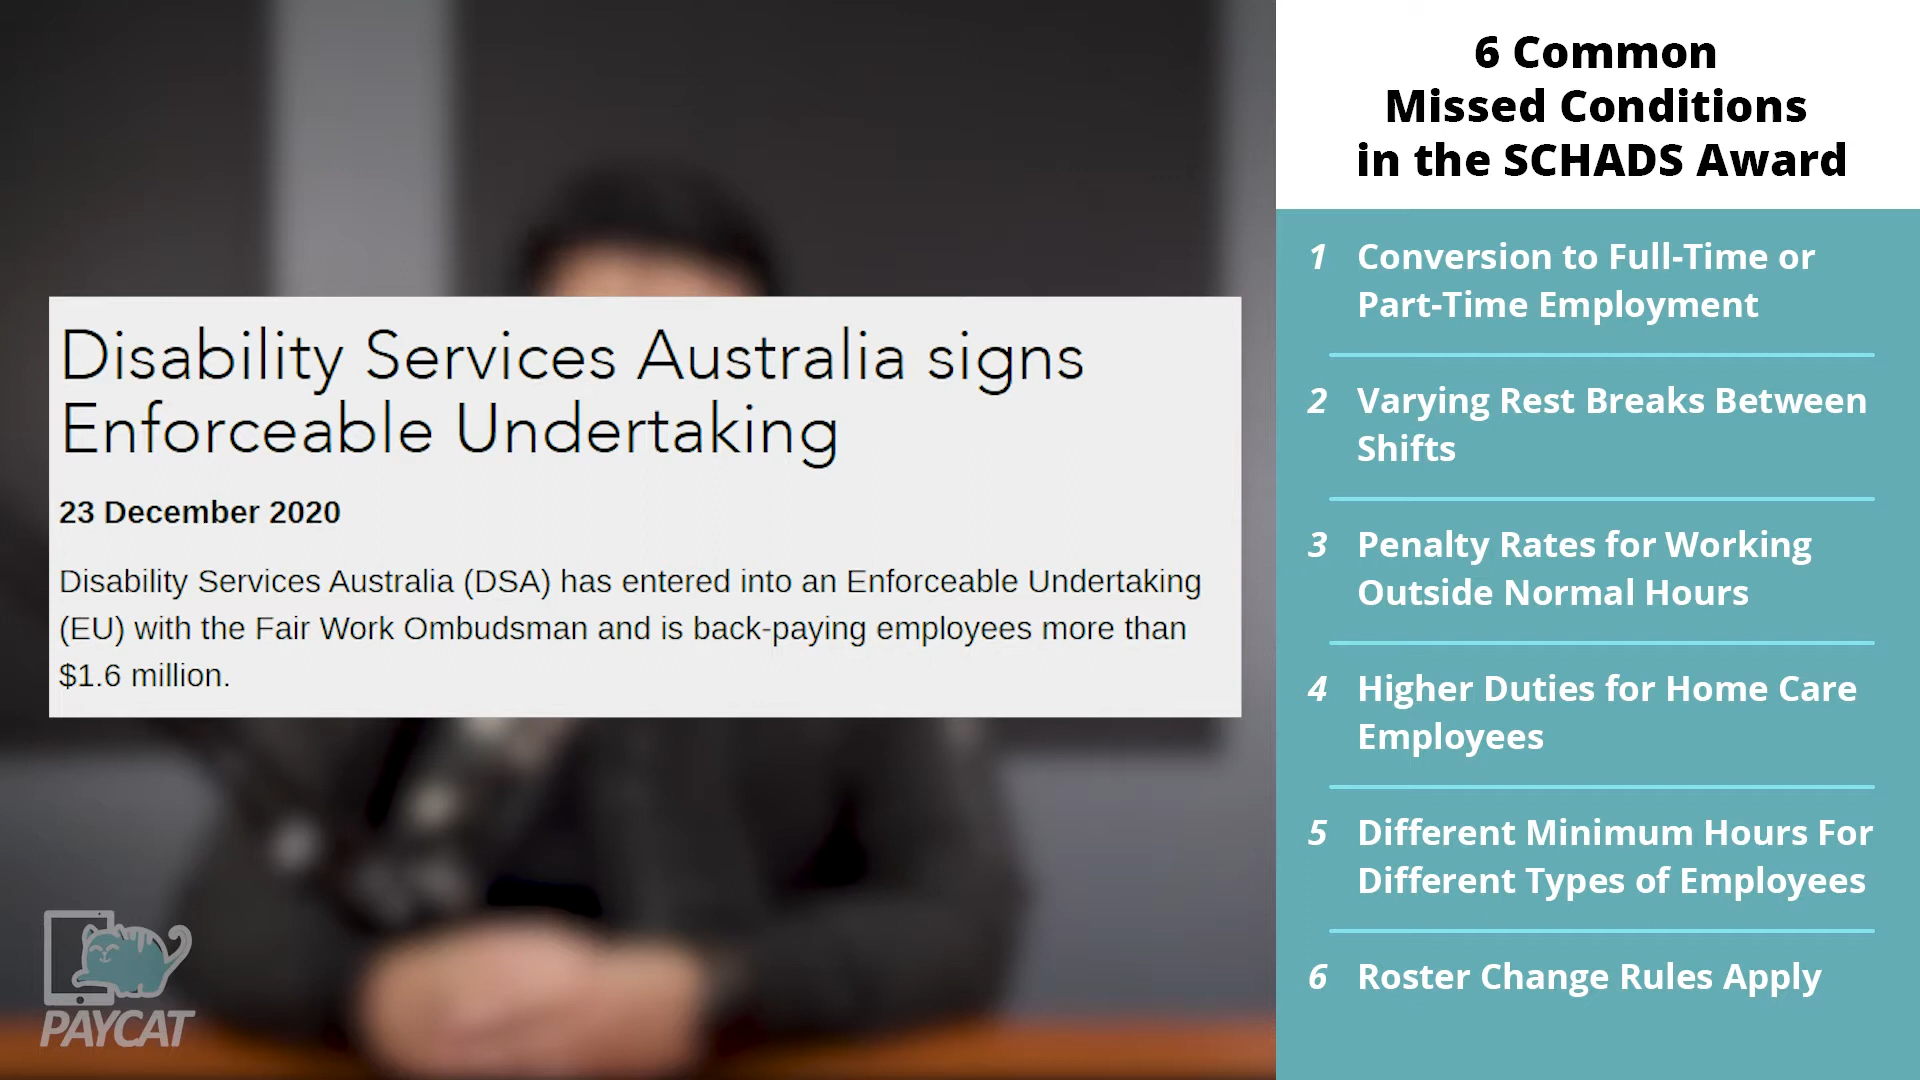 Disability Services Australia signs
Enforceable Undertaking
23 December 2020
Disability Services Australia (DSA) has entered into an Enforceable Undertaking
(EU) with the Fair Work Ombudsman and is back-paying employees more than
$1.6 million.
PAYCAT
6 Common
Missed Conditions
in the SCHADS Award
1 Conversion to Full-Time or
Part-Time Employment
2 Varying Rest Breaks Between
Shifts
3 Penalty Rates for Working
Outside Normal Hours
4 Higher Duties for Home Care
Employees
5 Different Minimum Hours For
Different Types of Employees
6 Roster Change Rules Apply